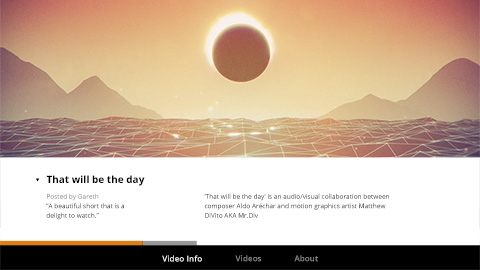 That will be the day
Posted by Gareth
"A beautiful short that is a
delight to watch,"
'That will be the day' is an audio/visual collaboration between
composer Aldo Aréchar and motion graphics artist Matthew
DiVito AKA Mr.Div
Video Info
Videos
About